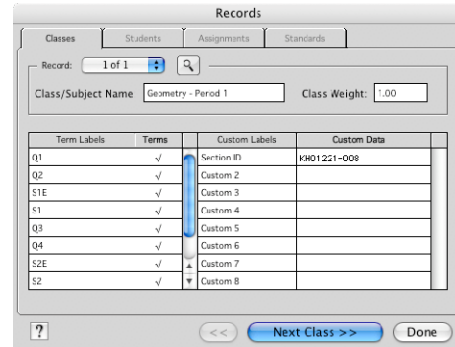 Records
Classes Students Assignments Standards
Record: 1 of 1
Class/Subject Name Geometry - Period 1 Class Weight: 1.00
Term Labels Terms Custom Labels Custom Data
Q1 √ Section ID KH01221-008
Q2 √ Custom 2
S1E √ Custom 3
S1 √ Custom 4
Q3 √ Custom 5
Q4 √ Custom 6
S2E √ Custom 7
S2 √ Custom 8
? << Next Class >> Done